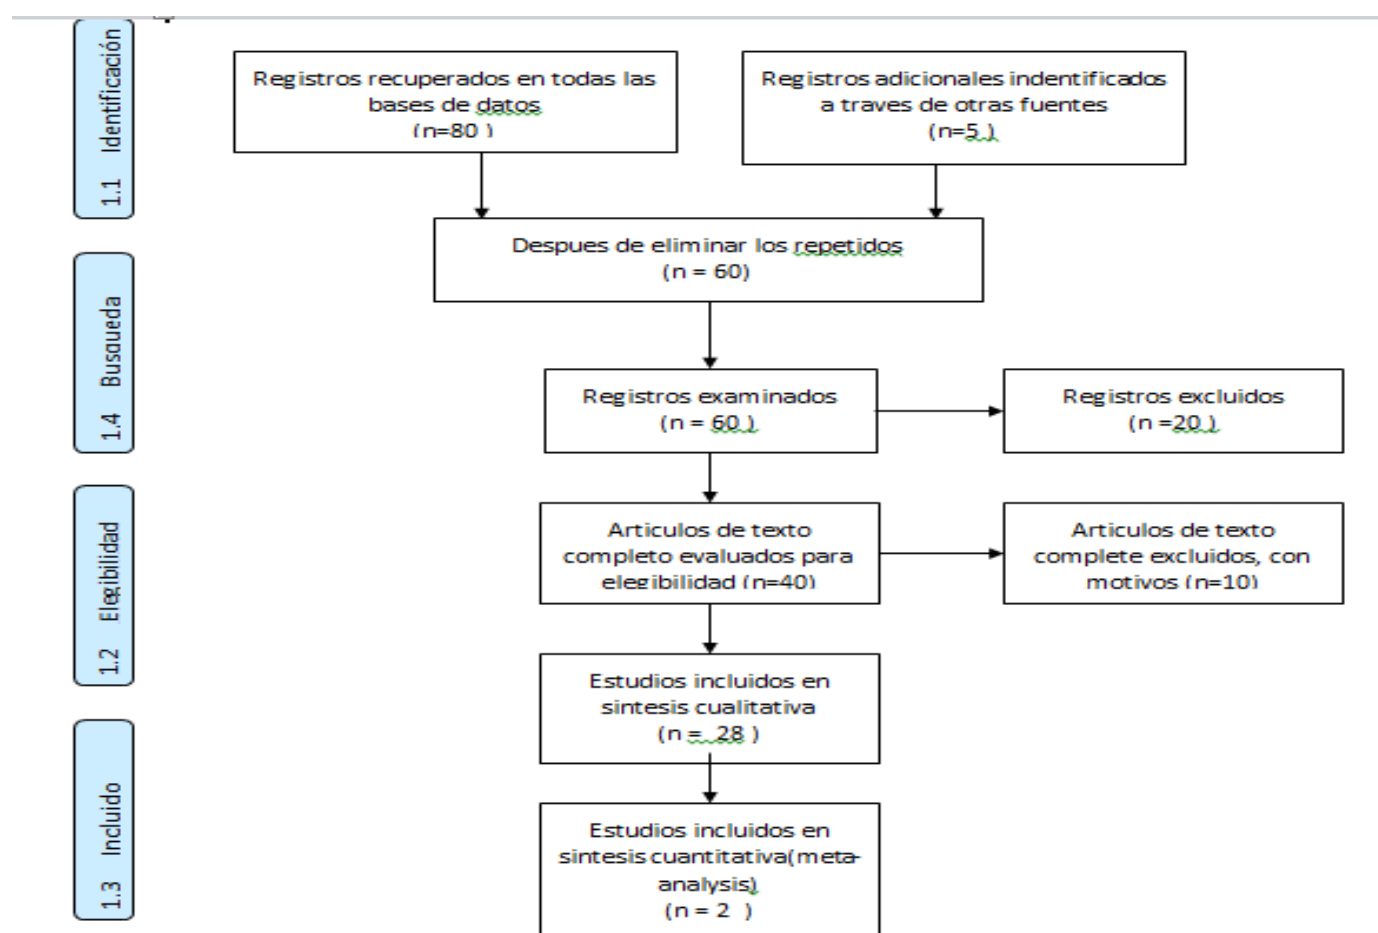 1.1 Identificación
Registros recuperados en todas las
bases de datos
(n=80 )
Registros adicionales indentificados
a traves de otras fuentes
(n=5 )
Despues de eliminar los repetidos
(n = 60)
1.4 Busqueda
Registros examinados
(n = 60 )
Registros excluidos
(n =20 )
1.2 Elegibilidad
Articulos de texto
completo evaluados para
elegibilidad (n=40)
Articulos de texto
complete excluidos, con
motivos (n=10)
Estudios incluidos en
sintesis cualitativa
(n = 28 )
1.3 Incluido
Estudios incluidos en
sintesis cuantitativa(meta-
analysis)
(n = 2 )